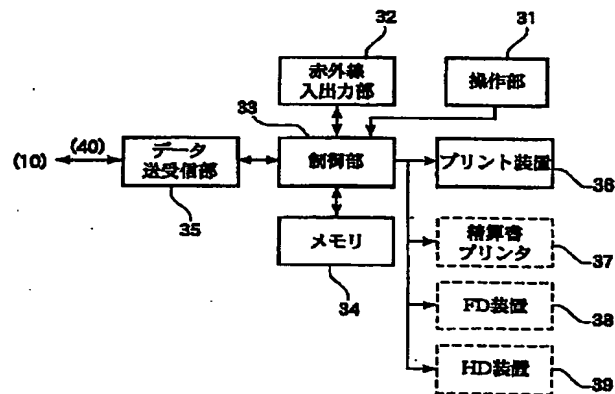 32
31
赤外線
入出力部
操作部
33
(10)
(40)
データ
送受信部
制御部
プリント装置
35
36
メモリ
34
精算書
プリンタ
37
FD装置
38
HD装置
39